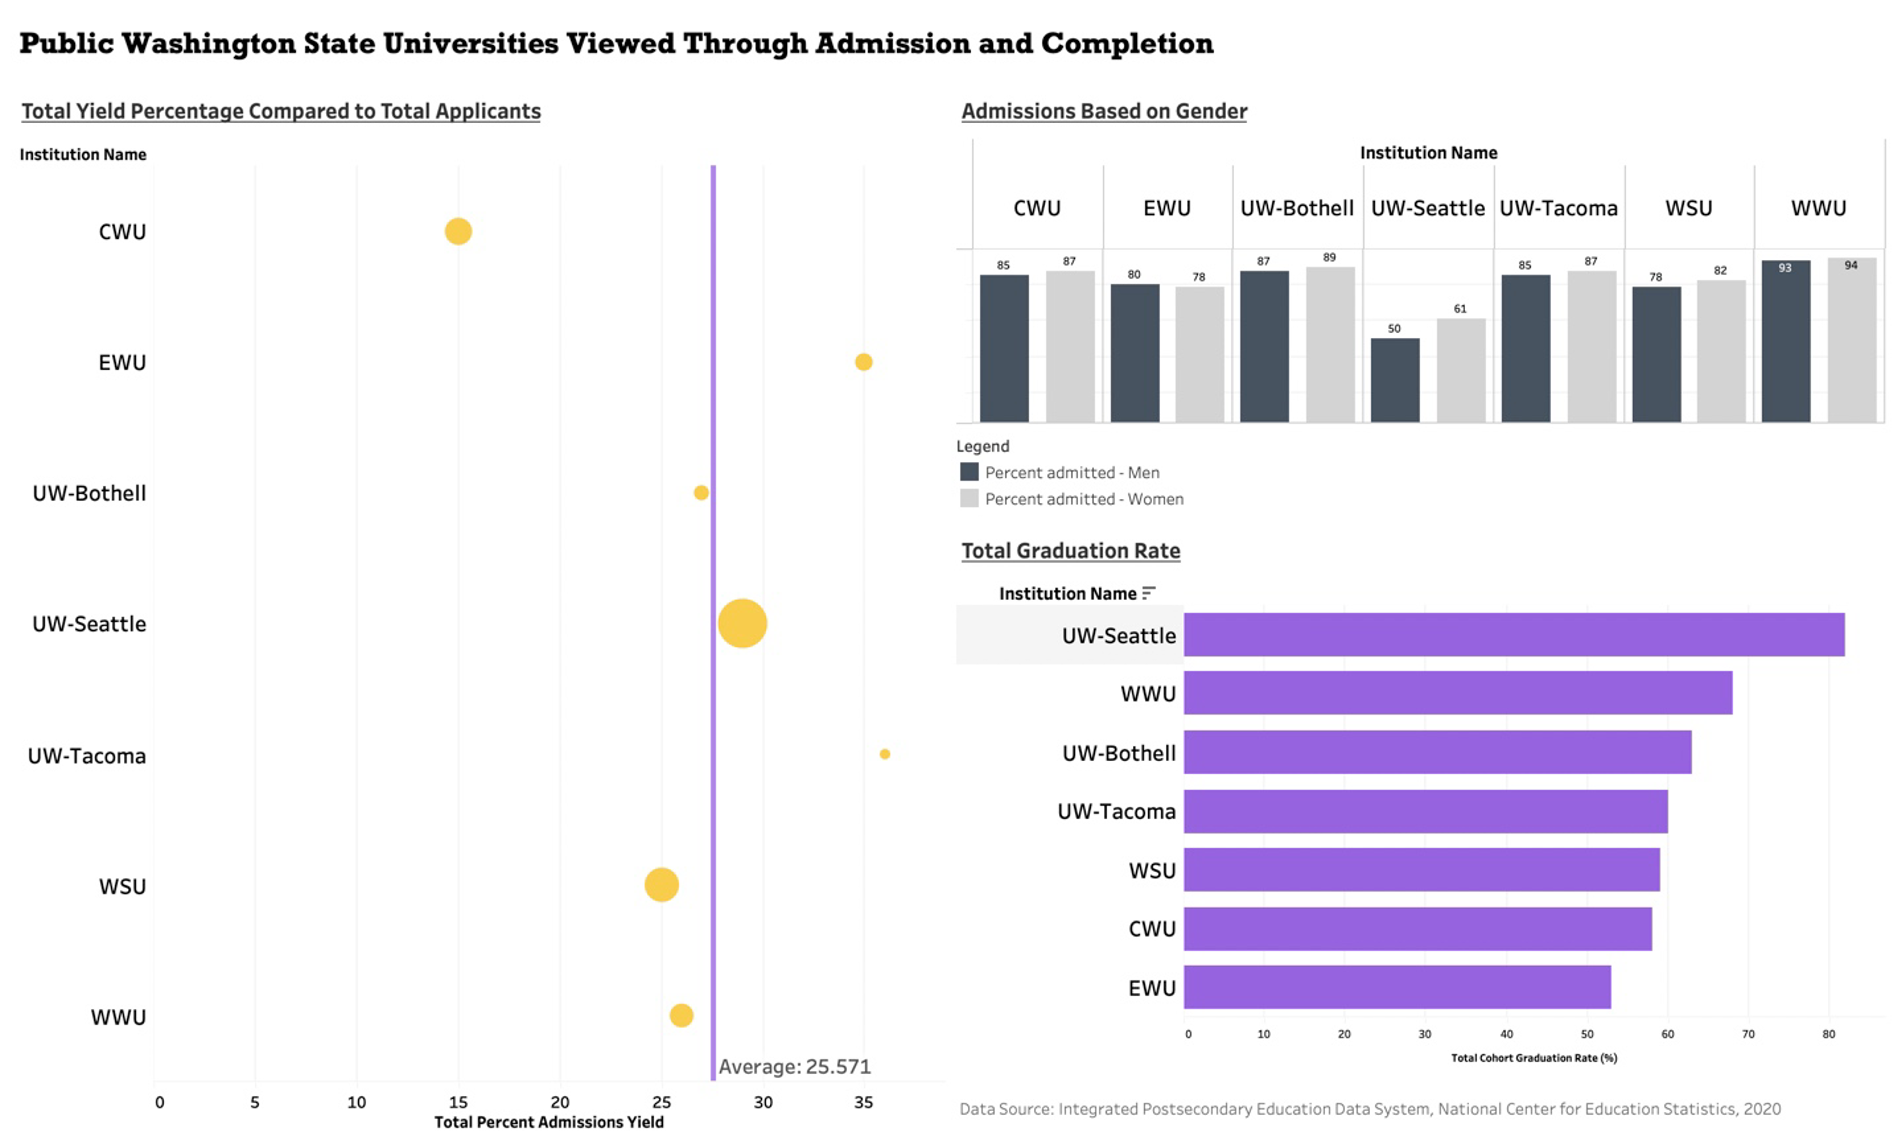 Public Washington State Universities Viewed Through Admission and Completion
Total Yield Percentage Compared to Total Applicants
Institution Name
CWU
EWU
UW-Bothell
UW-Seattle
UW-Tacoma
WSU
WWU
Average: 25.571
0 5 10 15 20 25 30 35
Total Percent Admissions Yield
Admissions Based on Gender
Institution Name
CWU EWU UW-Bothell UW-Seattle UW-Tacoma WSU WWU
85 87 80 78 87 89 50 61 85 87 78 82 93 94
Legend
Percent admitted - Men
Percent admitted - Women
Total Graduation Rate
Institution Name
UW-Seattle
WWU
UW-Bothell
UW-Tacoma
WSU
CWU
EWU
0 10 20 30 40 50 60 70 80
Total Cohort Graduation Rate (%)
Data Source: Integrated Postsecondary Education Data System, National Center for Education Statistics, 2020